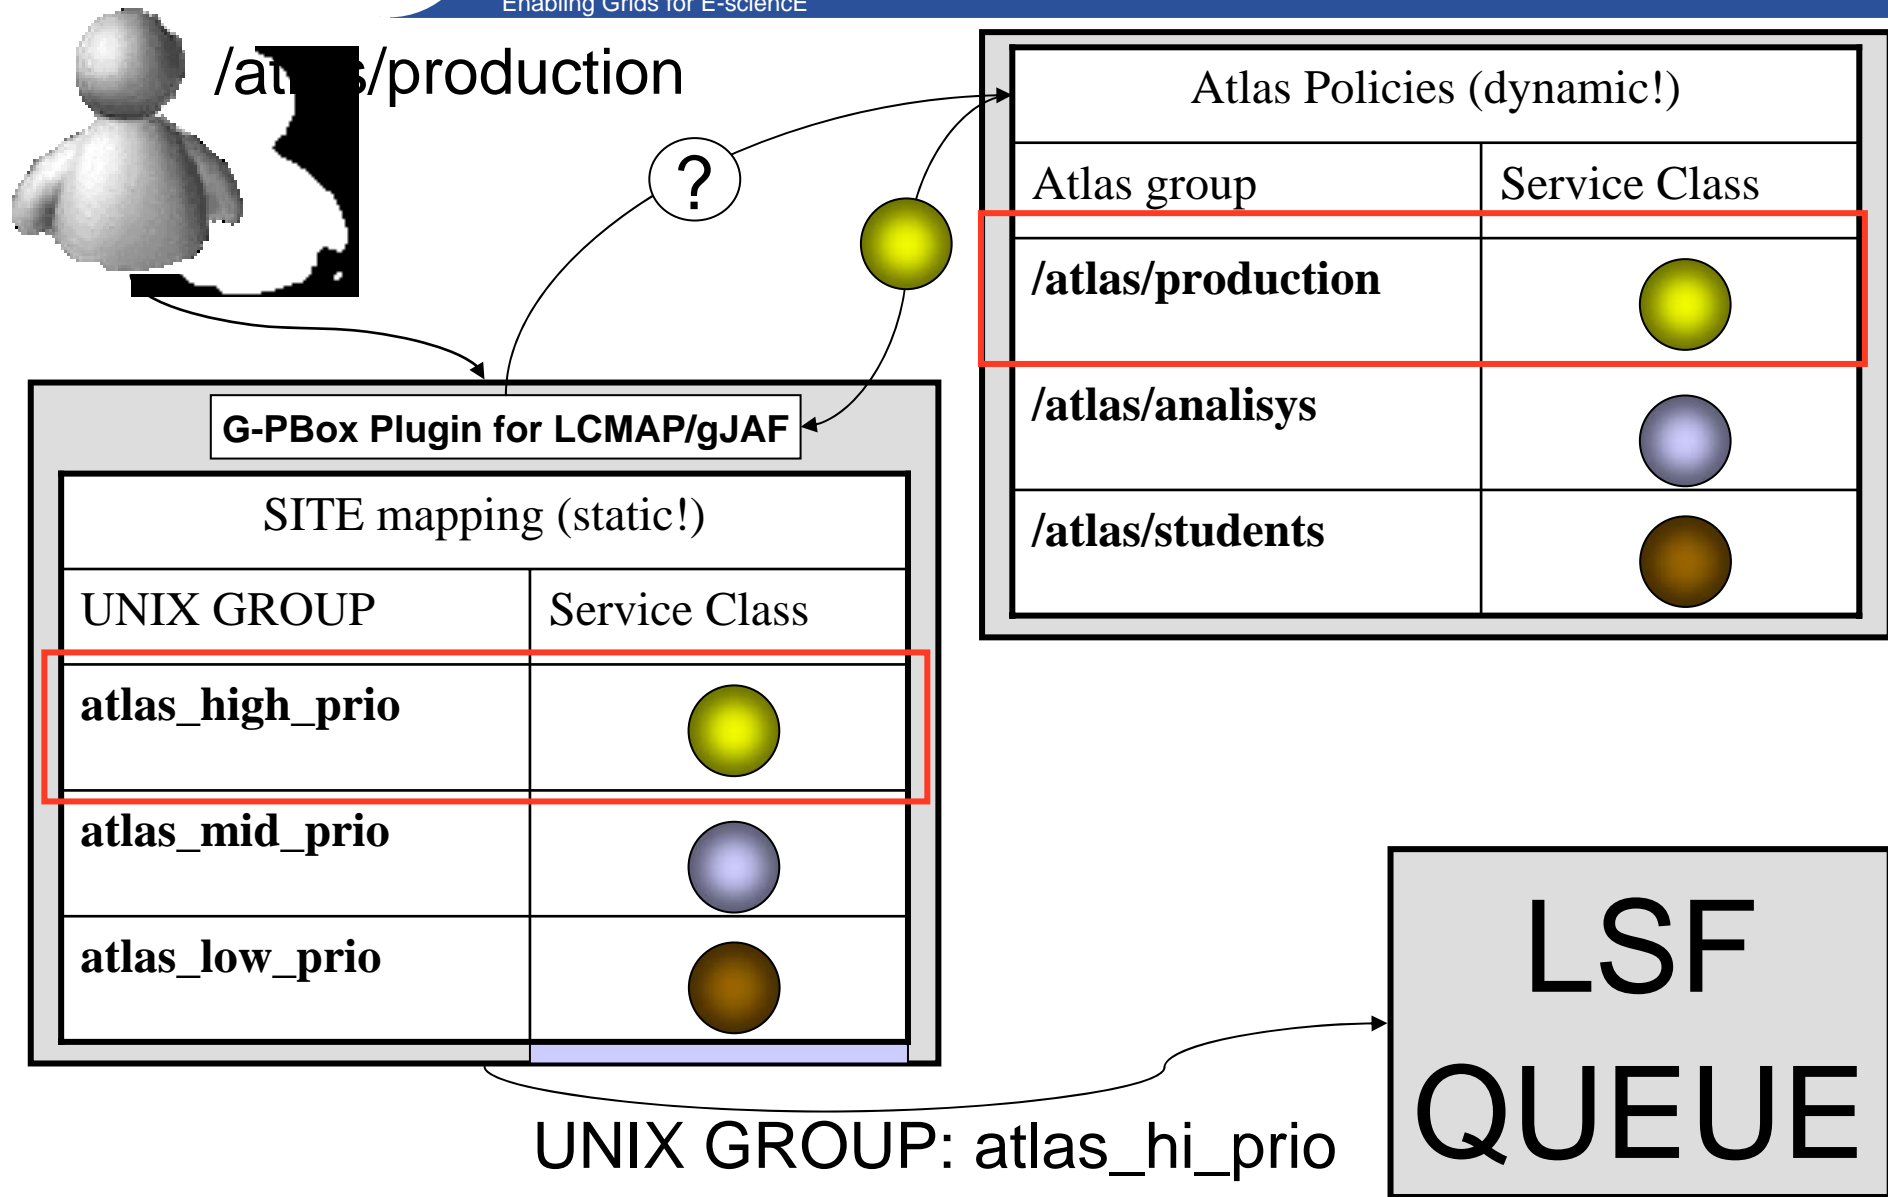 Enabling Grids for E-sciencE
/production
?
Atlas Policies (dynamic!)
Atlas group Service Class
/atlas/production
/atlas/analisys
/atlas/students
G-PBox Plugin for LCMAP/gJAF
SITE mapping (static!)
UNIX GROUP Service Class
atlas_high_prio
atlas_mid_prio
atlas_low_prio
LSF
QUEUE
UNIX GROUP: atlas_hi_prio